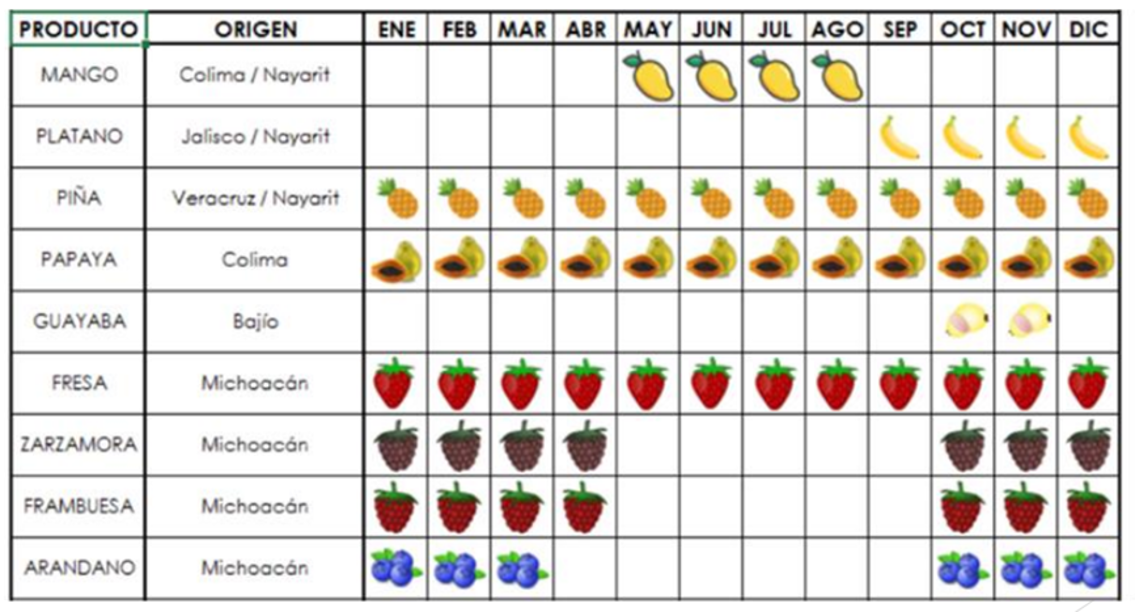 PRODUCTO ORIGEN ENE FEB MAR ABR MAY JUN JUL AGO SEP OCT NOV DIC
MANGO Colima / Nayarit
PLATANO Jalisco / Nayarit
PIÑA Veracruz / Nayarit
PAPAYA Colima
GUAYABA Bajío
FRESA Michoacán
ZARZAMORA Michoacán
FRAMBUESA Michoacán
ARANDANO Michoacán